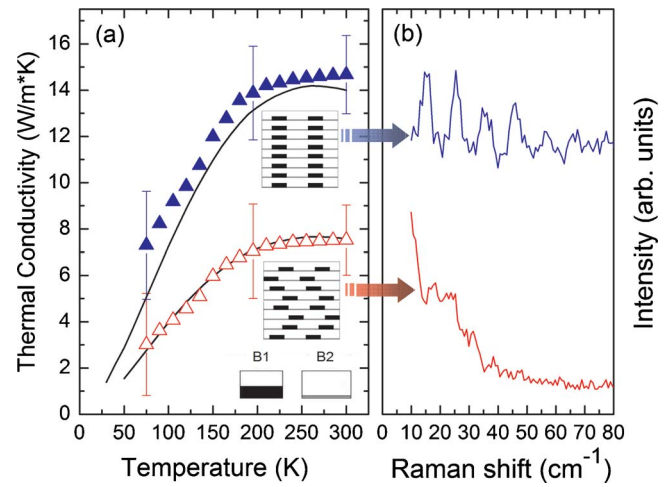 (a)
(b)
Thermal Conductivity (W/m*K)
16
14
12
10
8
6
4
2
0
B1
B2
0 50 100 150 200 250 300
Temperature (K)
0 10 20 30 40 50 60 70 80
Raman shift (cm⁻¹)
Intensity (arb. units)